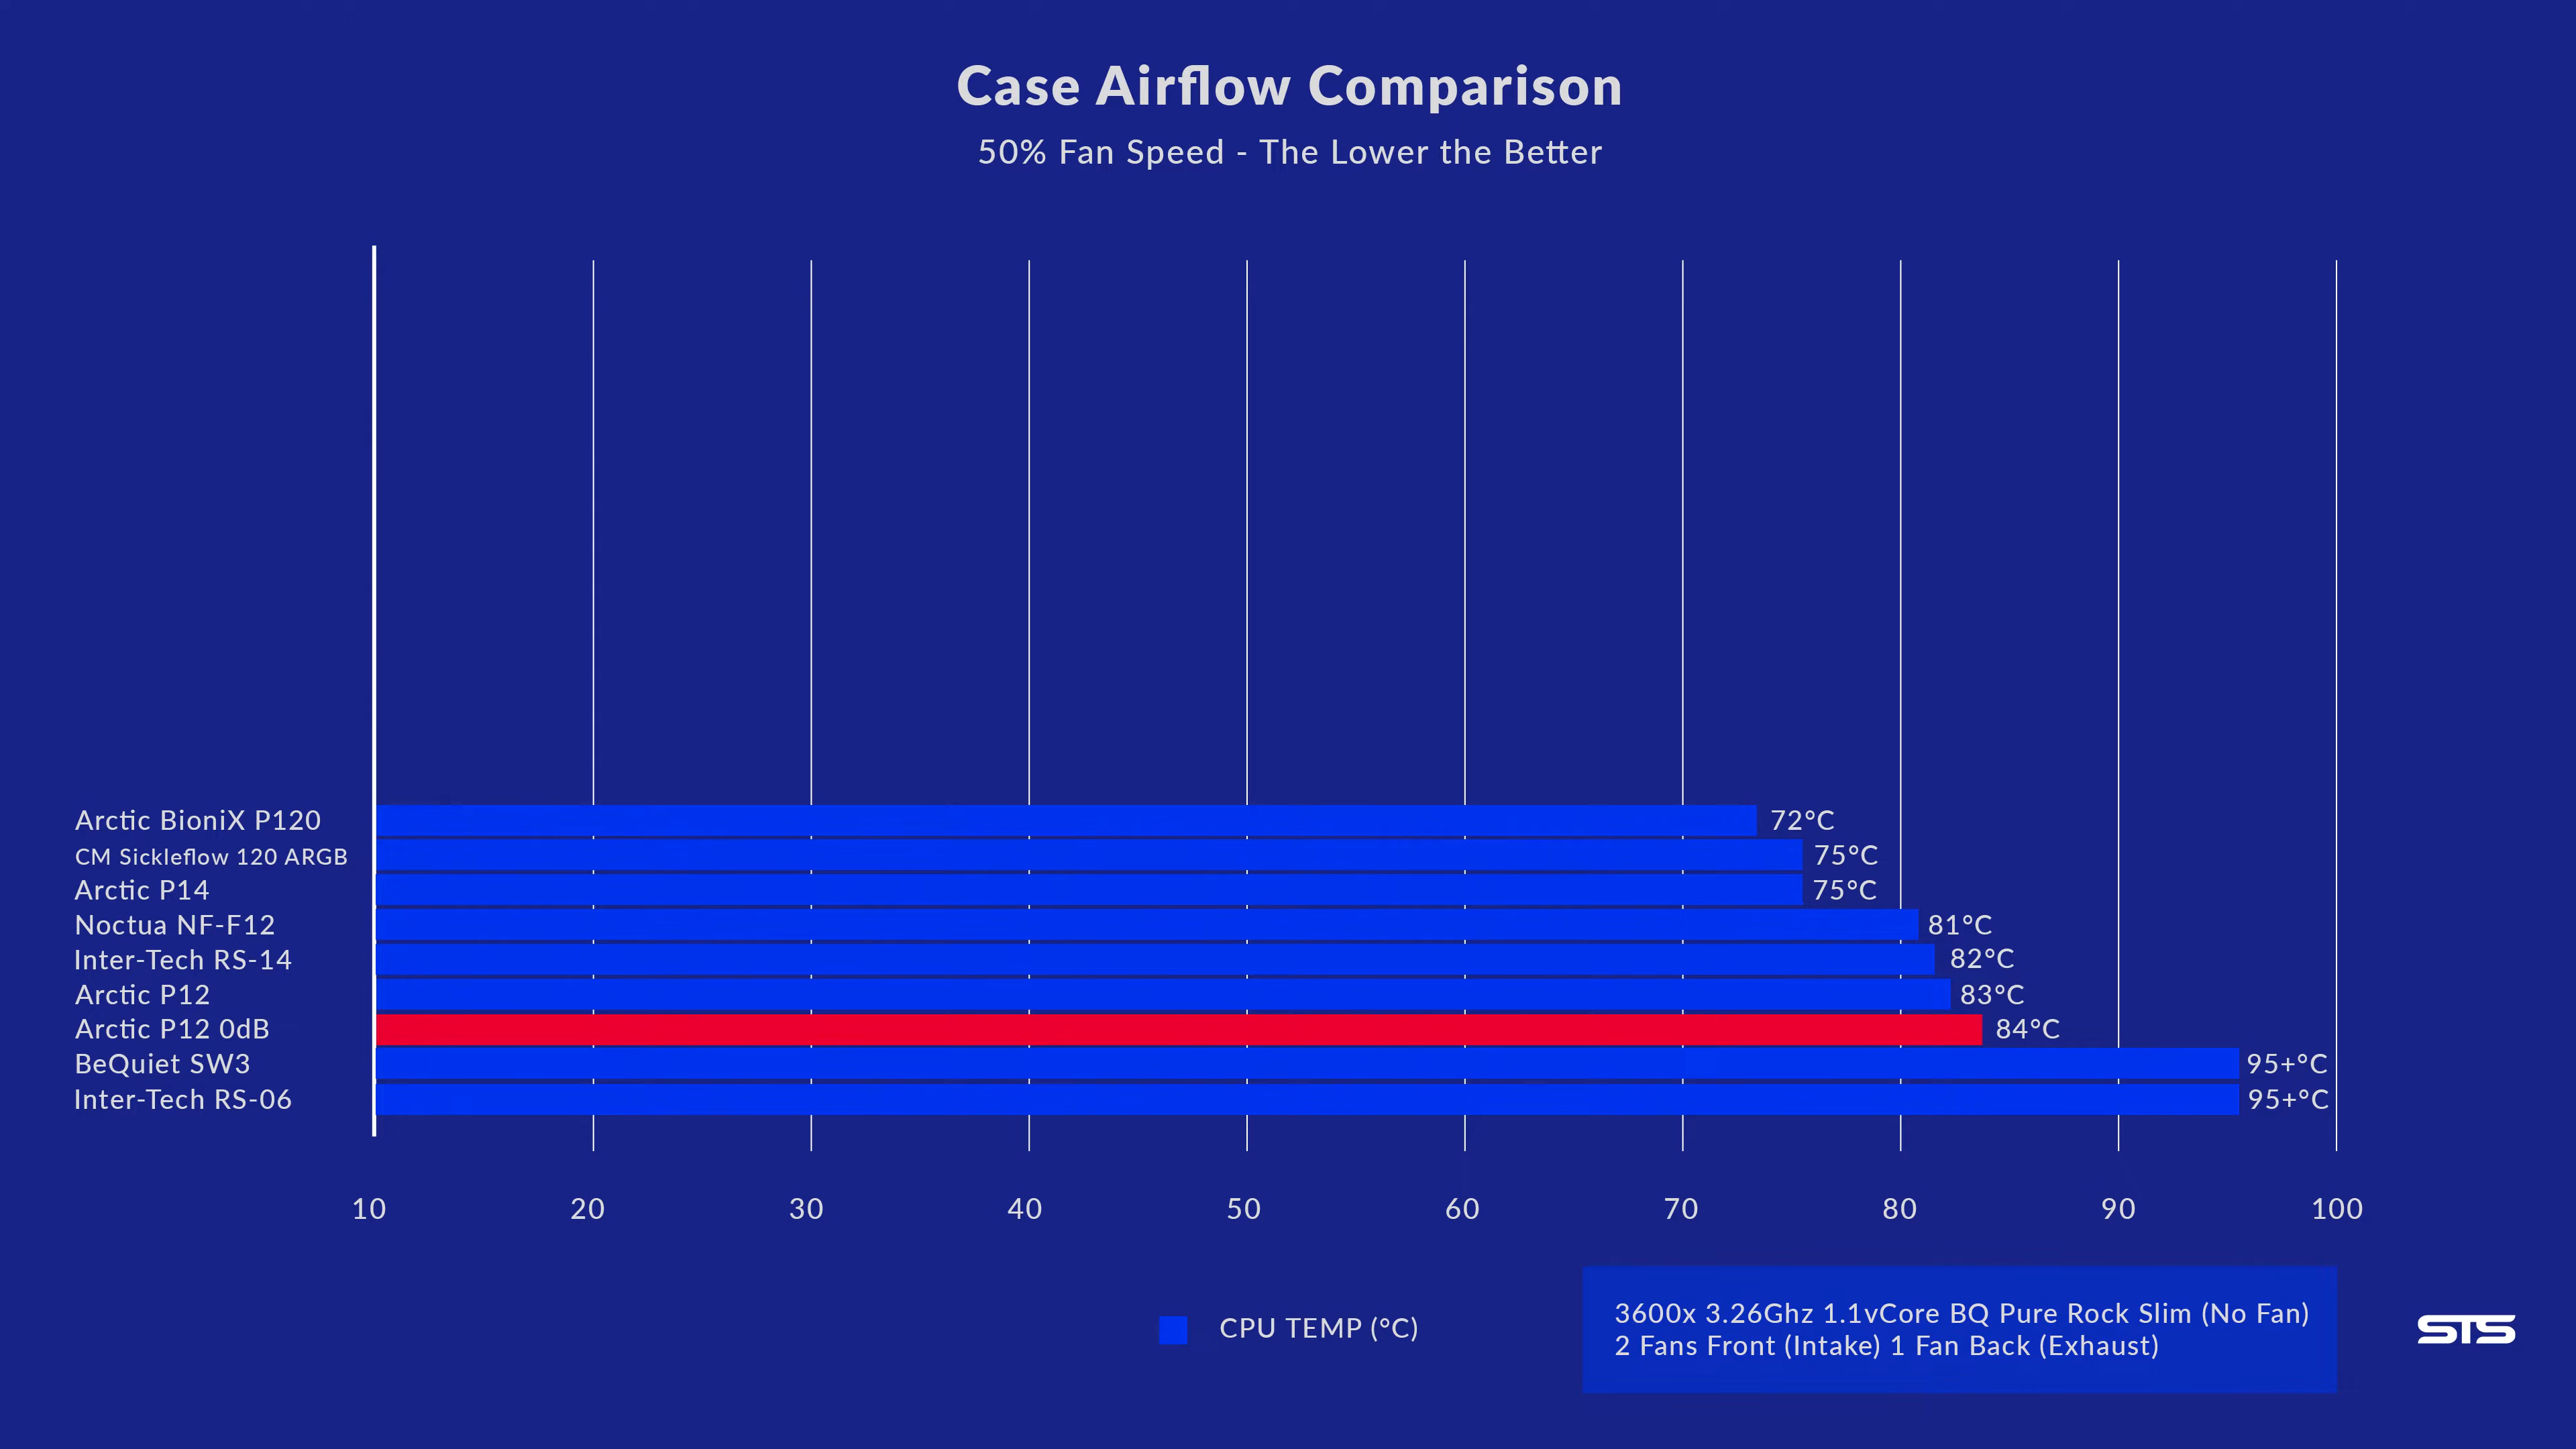 Case Airflow Comparison
50% Fan Speed - The Lower the Better
Arctic BioniX P120 72°C
CM Sickleflow 120 ARGB 75°C
Arctic P14 75°C
Noctua NF-F12 81°C
Inter-Tech RS-14 82°C
Arctic P12 83°C
Arctic P12 0dB 84°C
BeQuiet SW3 95+°C
Inter-Tech RS-06 95+°C
10 20 30 40 50 60 70 80 90 100
CPU TEMP (°C)
3600x 3.26Ghz 1.1vCore BQ Pure Rock Slim (No Fan)
2 Fans Front (Intake) 1 Fan Back (Exhaust)
STS